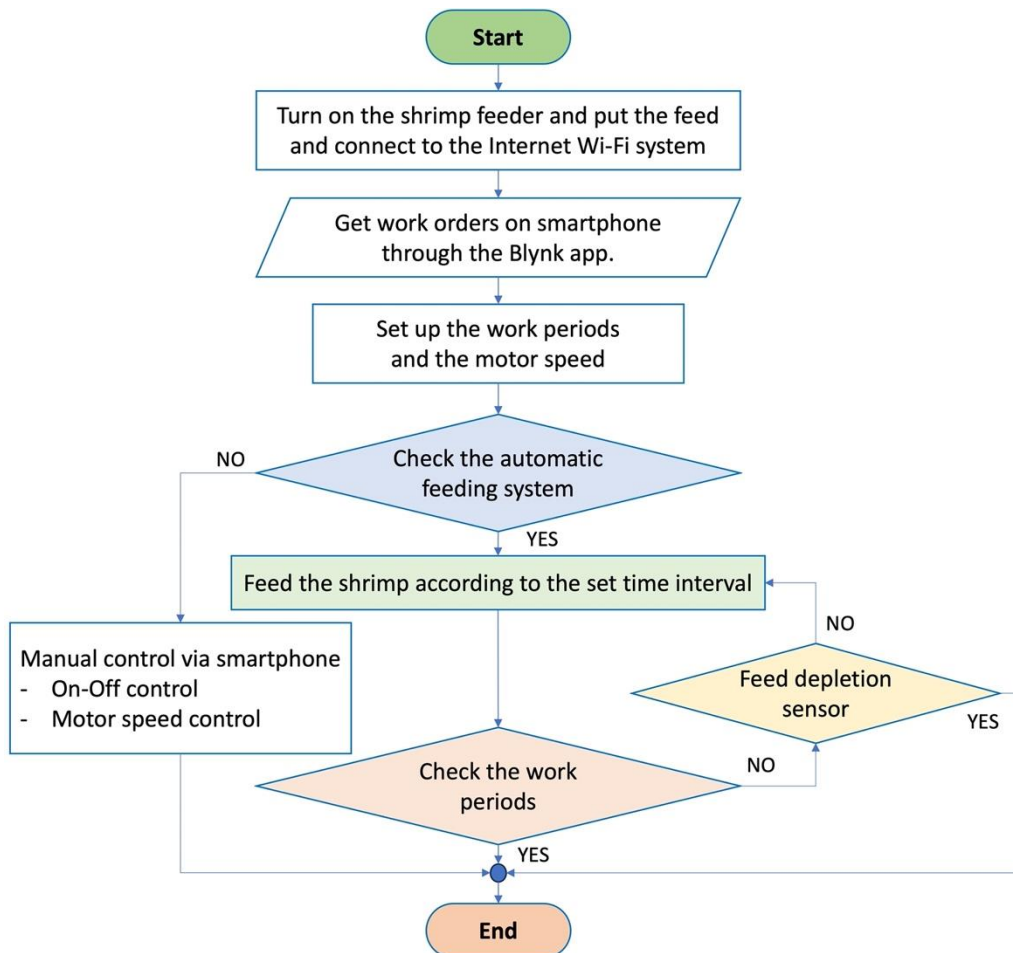 Start
Turn on the shrimp feeder and put the feed
and connect to the Internet Wi-Fi system
Get work orders on smartphone
through the Blynk app.
Set up the work periods
and the motor speed
NO
Check the automatic
feeding system
YES
Feed the shrimp according to the set time interval
NO
Manual control via smartphone
- On-Off control
- Motor speed control
Feed depletion
sensor
YES
Check the work
periods
NO
YES
End